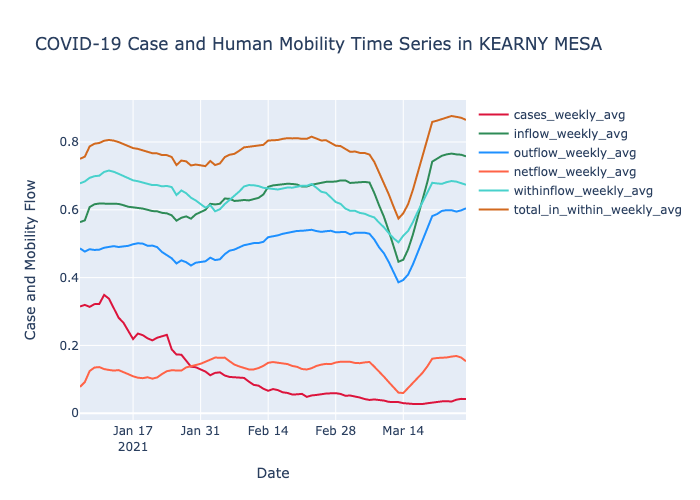 COVID-19 Case and Human Mobility Time Series in KEARNY MESA
cases_weekly_avg
inflow_weekly_avg
outflow_weekly_avg
netflow_weekly_avg
withinflow_weekly_avg
total_in_within_weekly_avg
Case and Mobility Flow
0.8
0.6
0.4
0.2
0
Jan 17
2021
Jan 31
Feb 14
Feb 28
Mar 14
Date